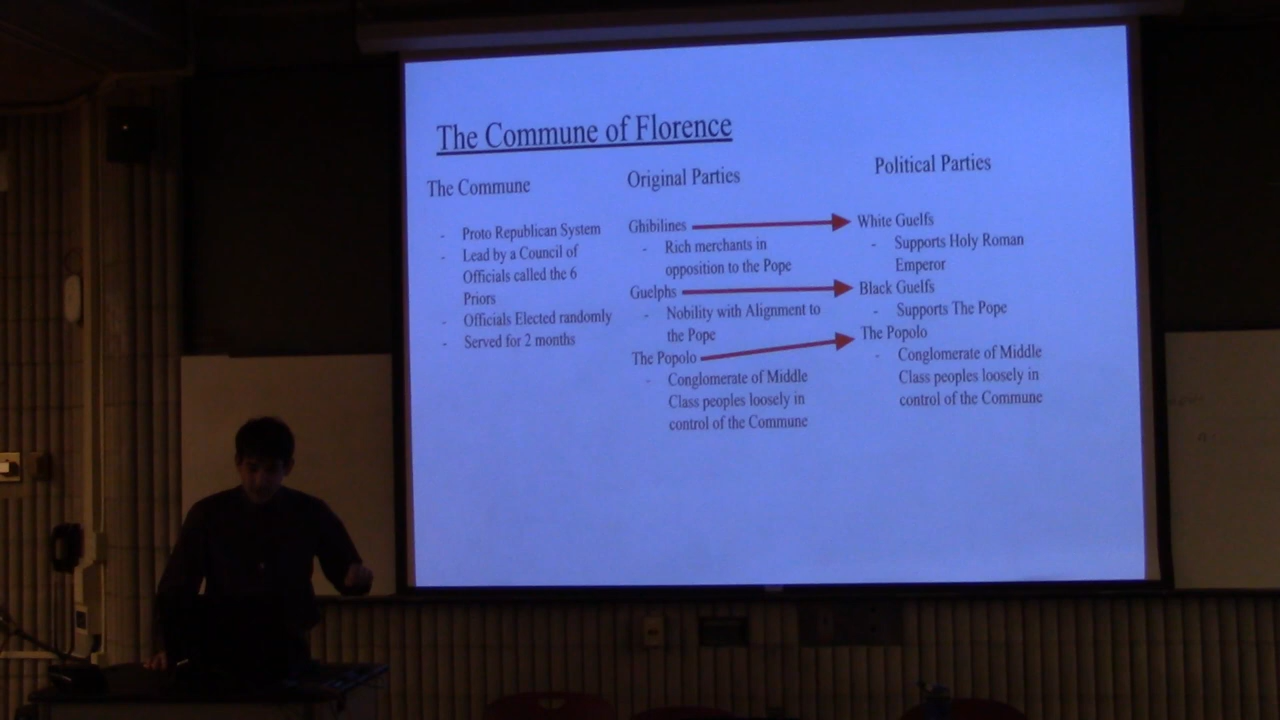 The Commune of Florence
The Commune
- Proto Republican System
- Lead by a Council of
Officials called the 6
Priors
- Officials Elected randomly
- Served for 2 months
Original Parties
Ghibilines
- Rich merchants in
opposition to the Pope
Guelphs
- Nobility with Alignment to
the Pope
The Popolo
- Conglomerate of Middle
Class peoples loosely in
control of the Commune
Political Parties
White Guelfs
- Supports Holy Roman
Emperor
Black Guelfs
- Supports The Pope
The Popolo
- Conglomerate of Middle
Class peoples loosely in
control of the Commune